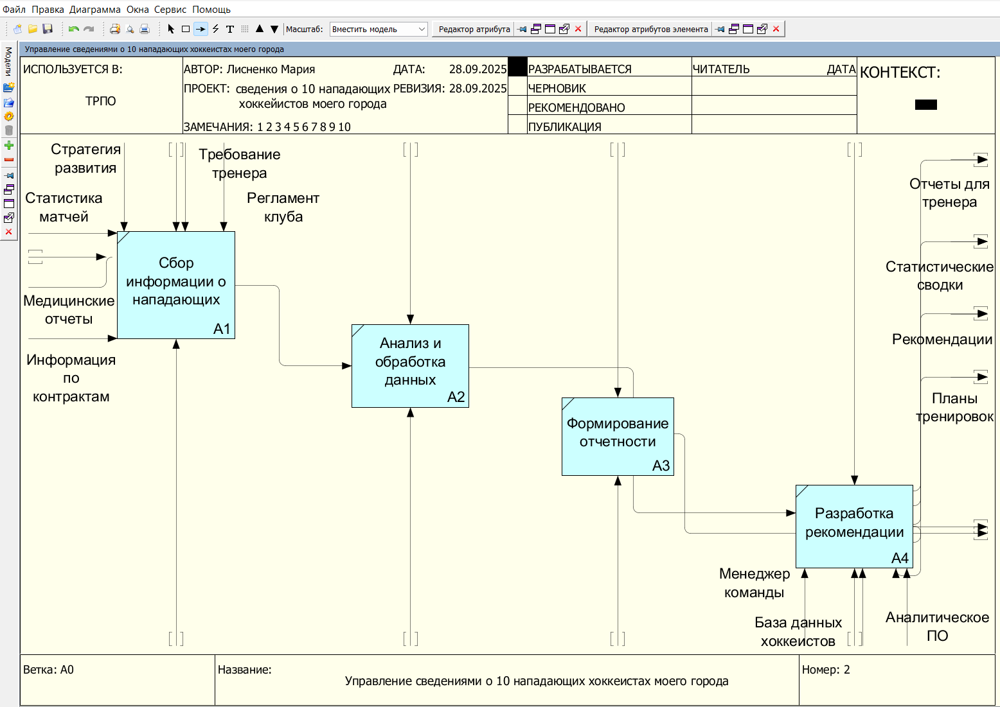 Файл Правка Диаграмма Окна Сервис Помощь
Масштаб: Вместить модель Редактор атрибута Редактор атрибутов элемента
Модели
Управление сведениями о 10 нападающих хоккеистах моего города
ИСПОЛЬЗУЕТСЯ В:
ТРПО
АВТОР: Лисненко Мария ДАТА: 28.09.2025
ПРОЕКТ: сведения о 10 нападающих РЕВИЗИЯ: 28.09.2025
хоккейистов моего города
ЗАМЕЧАНИЯ: 1 2 3 4 5 6 7 8 9 10
РАЗРАБАТЫВАЕТСЯ
ЧЕРНОВИК
РЕКОМЕНДОВАНО
ПУБЛИКАЦИЯ
ЧИТАТЕЛЬ ДАТА
КОНТЕКСТ:
Стратегия
развития
Требование
тренера
Статистика
матчей
Регламент
клуба
Сбор
информации о
нападающих
A1
Медицинские
отчеты
Информация
по
контрактам
Анализ и
обработка
данных
A2
Формирование
отчетности
A3
Разработка
рекомендации
A4
Отчеты для
тренера
Статистические
сводки
Рекомендации
Планы
тренировок
Менеджер
команды
База данных
хоккеистов
Аналитическое
ПО
Ветка: A0
Название:
Управление сведениями о 10 нападающих хоккеистах моего города
Номер: 2